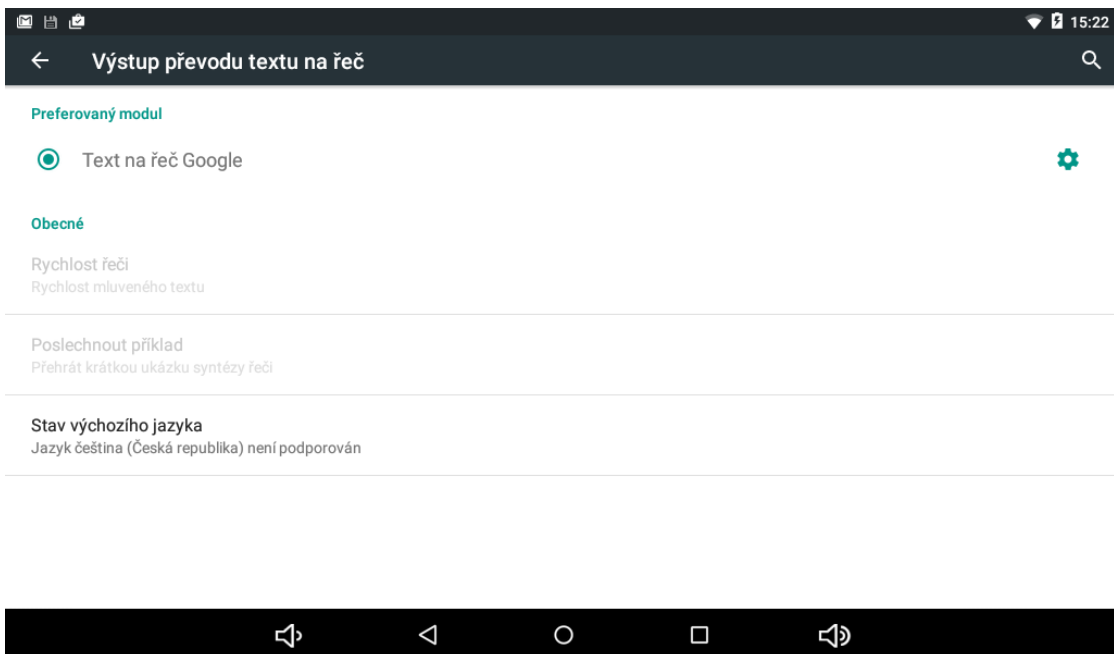 15:22
Výstup převodu textu na řeč
Preferovaný modul
Text na řeč Google
Obecné
Rychlost řeči
Rychlost mluveného textu
Poslechnout příklad
Přehrát krátkou ukázku syntézy řeči
Stav výchozího jazyka
Jazyk čeština (Česká republika) není podporován